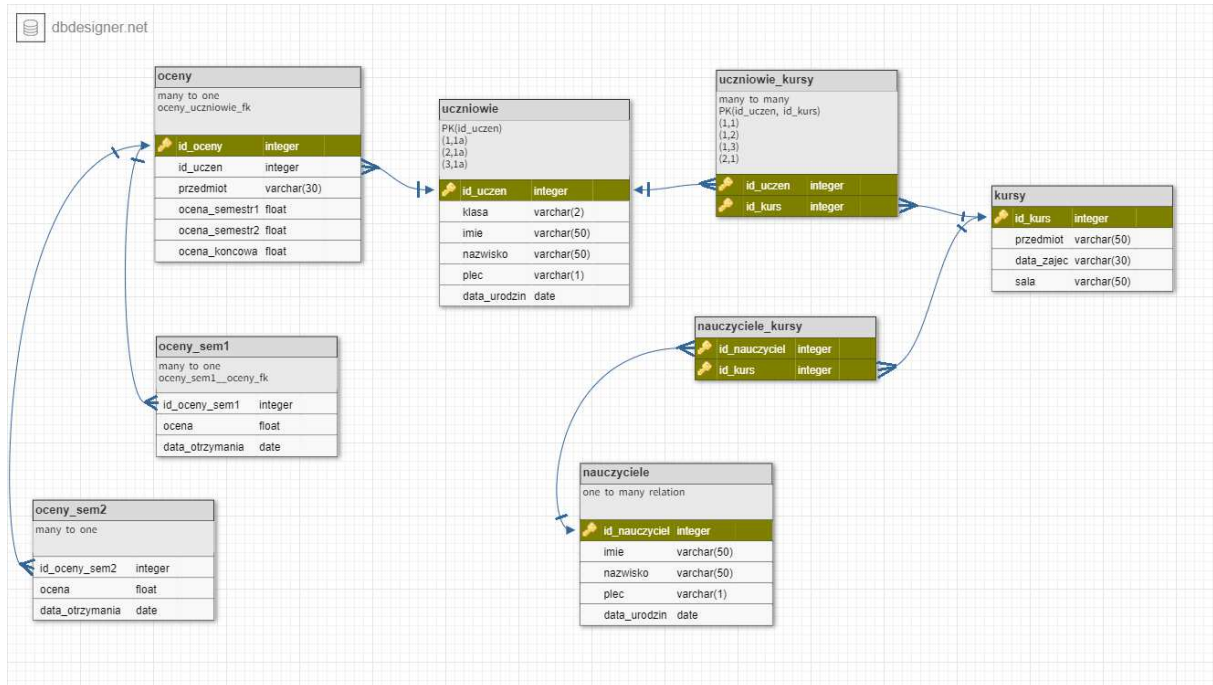 dbdesigner.net
oceny
many to one
oceny_uczniowie_fk
id_oceny integer
id_uczen integer
przedmiot varchar(30)
ocena_semestr1 float
ocena_semestr2 float
ocena_koncowa float
uczniowie
PK(id_uczen)
(1,1a)
(2,1a)
(3,1a)
id_uczen integer
klasa varchar(2)
imie varchar(50)
nazwisko varchar(50)
plec varchar(1)
data_urodzin date
uczniowie_kursy
many to many
PK(id_uczen, id_kurs)
(1,1)
(1,2)
(1,3)
(2,1)
id_uczen integer
id_kurs integer
kursy
id_kurs integer
przedmiot varchar(50)
data_zajec varchar(30)
sala varchar(50)
nauczyciele_kursy
id_nauczyciel integer
id_kurs integer
oceny_sem1
many to one
oceny_sem1__oceny_fk
id_oceny_sem1 integer
ocena float
data_otrzymania date
nauczyciele
one to many relation
id_nauczyciel integer
imie varchar(50)
nazwisko varchar(50)
plec varchar(1)
data_urodzin date
oceny_sem2
many to one
id_oceny_sem2 integer
ocena float
data_otrzymania date